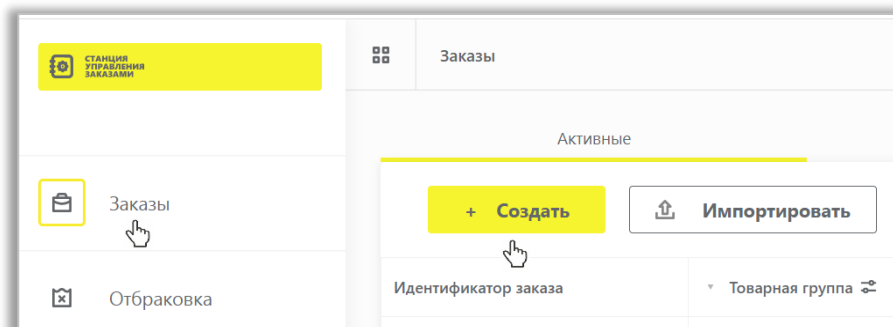 СТАНЦИЯ
УПРАВЛЕНИЯ
ЗАКАЗАМИ
Заказы
Активные
Заказы
+ Создать
Импортировать
Идентификатор заказа
Товарная группа
Отбраковка